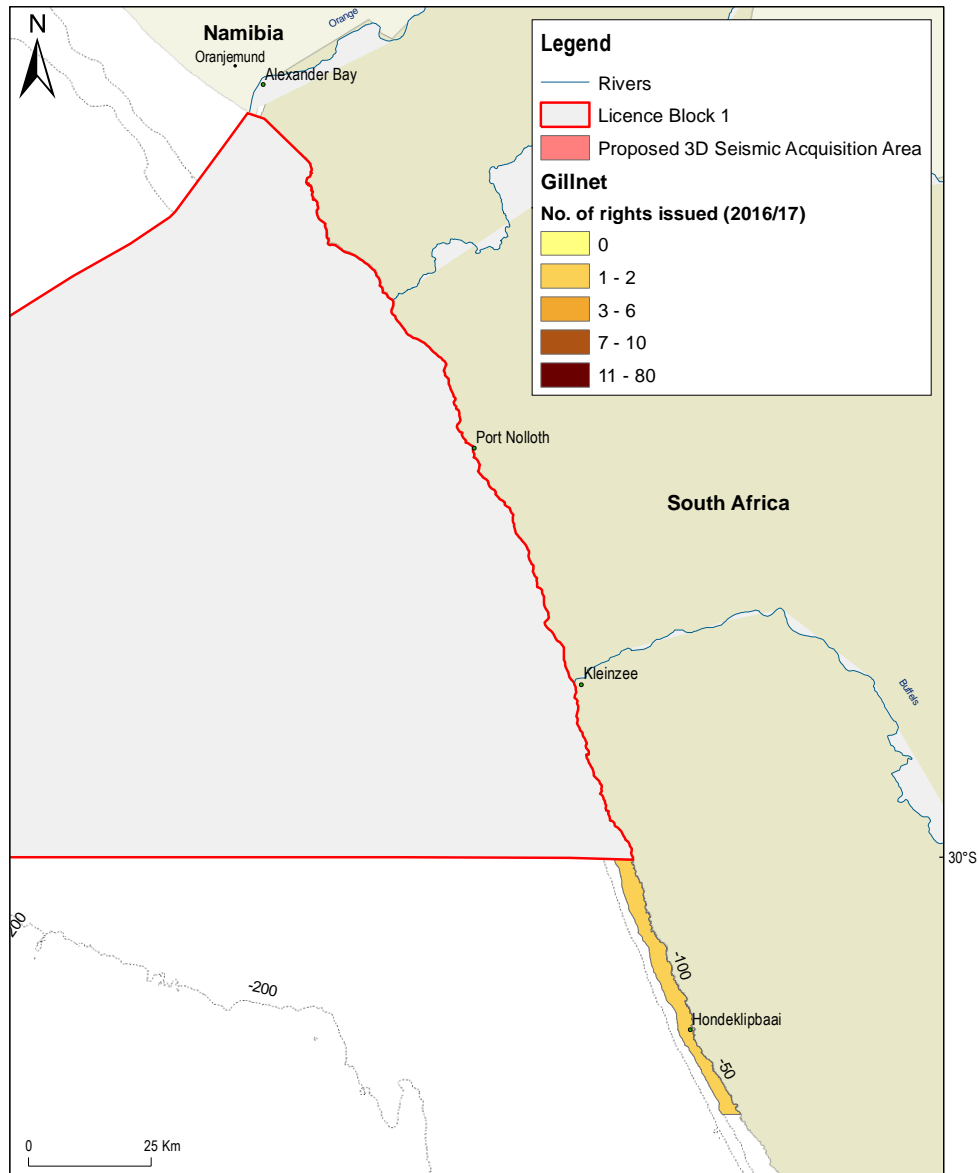 N
Namibia
Oranjemund
Alexander Bay
Orange
Legend
Rivers
Licence Block 1
Proposed 3D Seismic Acquisition Area
Gillnet
No. of rights issued (2016/17)
0
1 - 2
3 - 6
7 - 10
11 - 80
Port Nolloth
South Africa
Kleinzee
Buffels
30°S
200
-200
-100
Hondeklipbaai
-50
0 25 Km